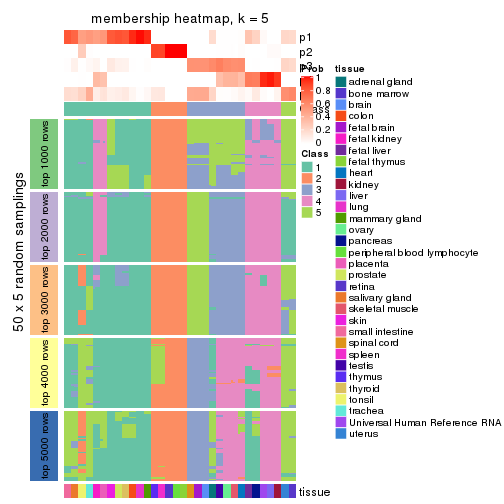 membership heatmap, k = 5
p1
p2
p3
Prob
1
0.8
0.6
0.4
0.2
0
Class
Class
1
2
3
4
5
tissue
adrenal gland
bone marrow
brain
colon
fetal brain
fetal kidney
fetal liver
fetal thymus
heart
kidney
liver
lung
mammary gland
ovary
pancreas
peripheral blood lymphocyte
placenta
prostate
retina
salivary gland
skeletal muscle
skin
small intestine
spinal cord
spleen
testis
thymus
thyroid
tonsil
trachea
Universal Human Reference RNA
uterus
50 x 5 random samplings
top 1000 rows
top 2000 rows
top 3000 rows
top 4000 rows
top 5000 rows
tissue